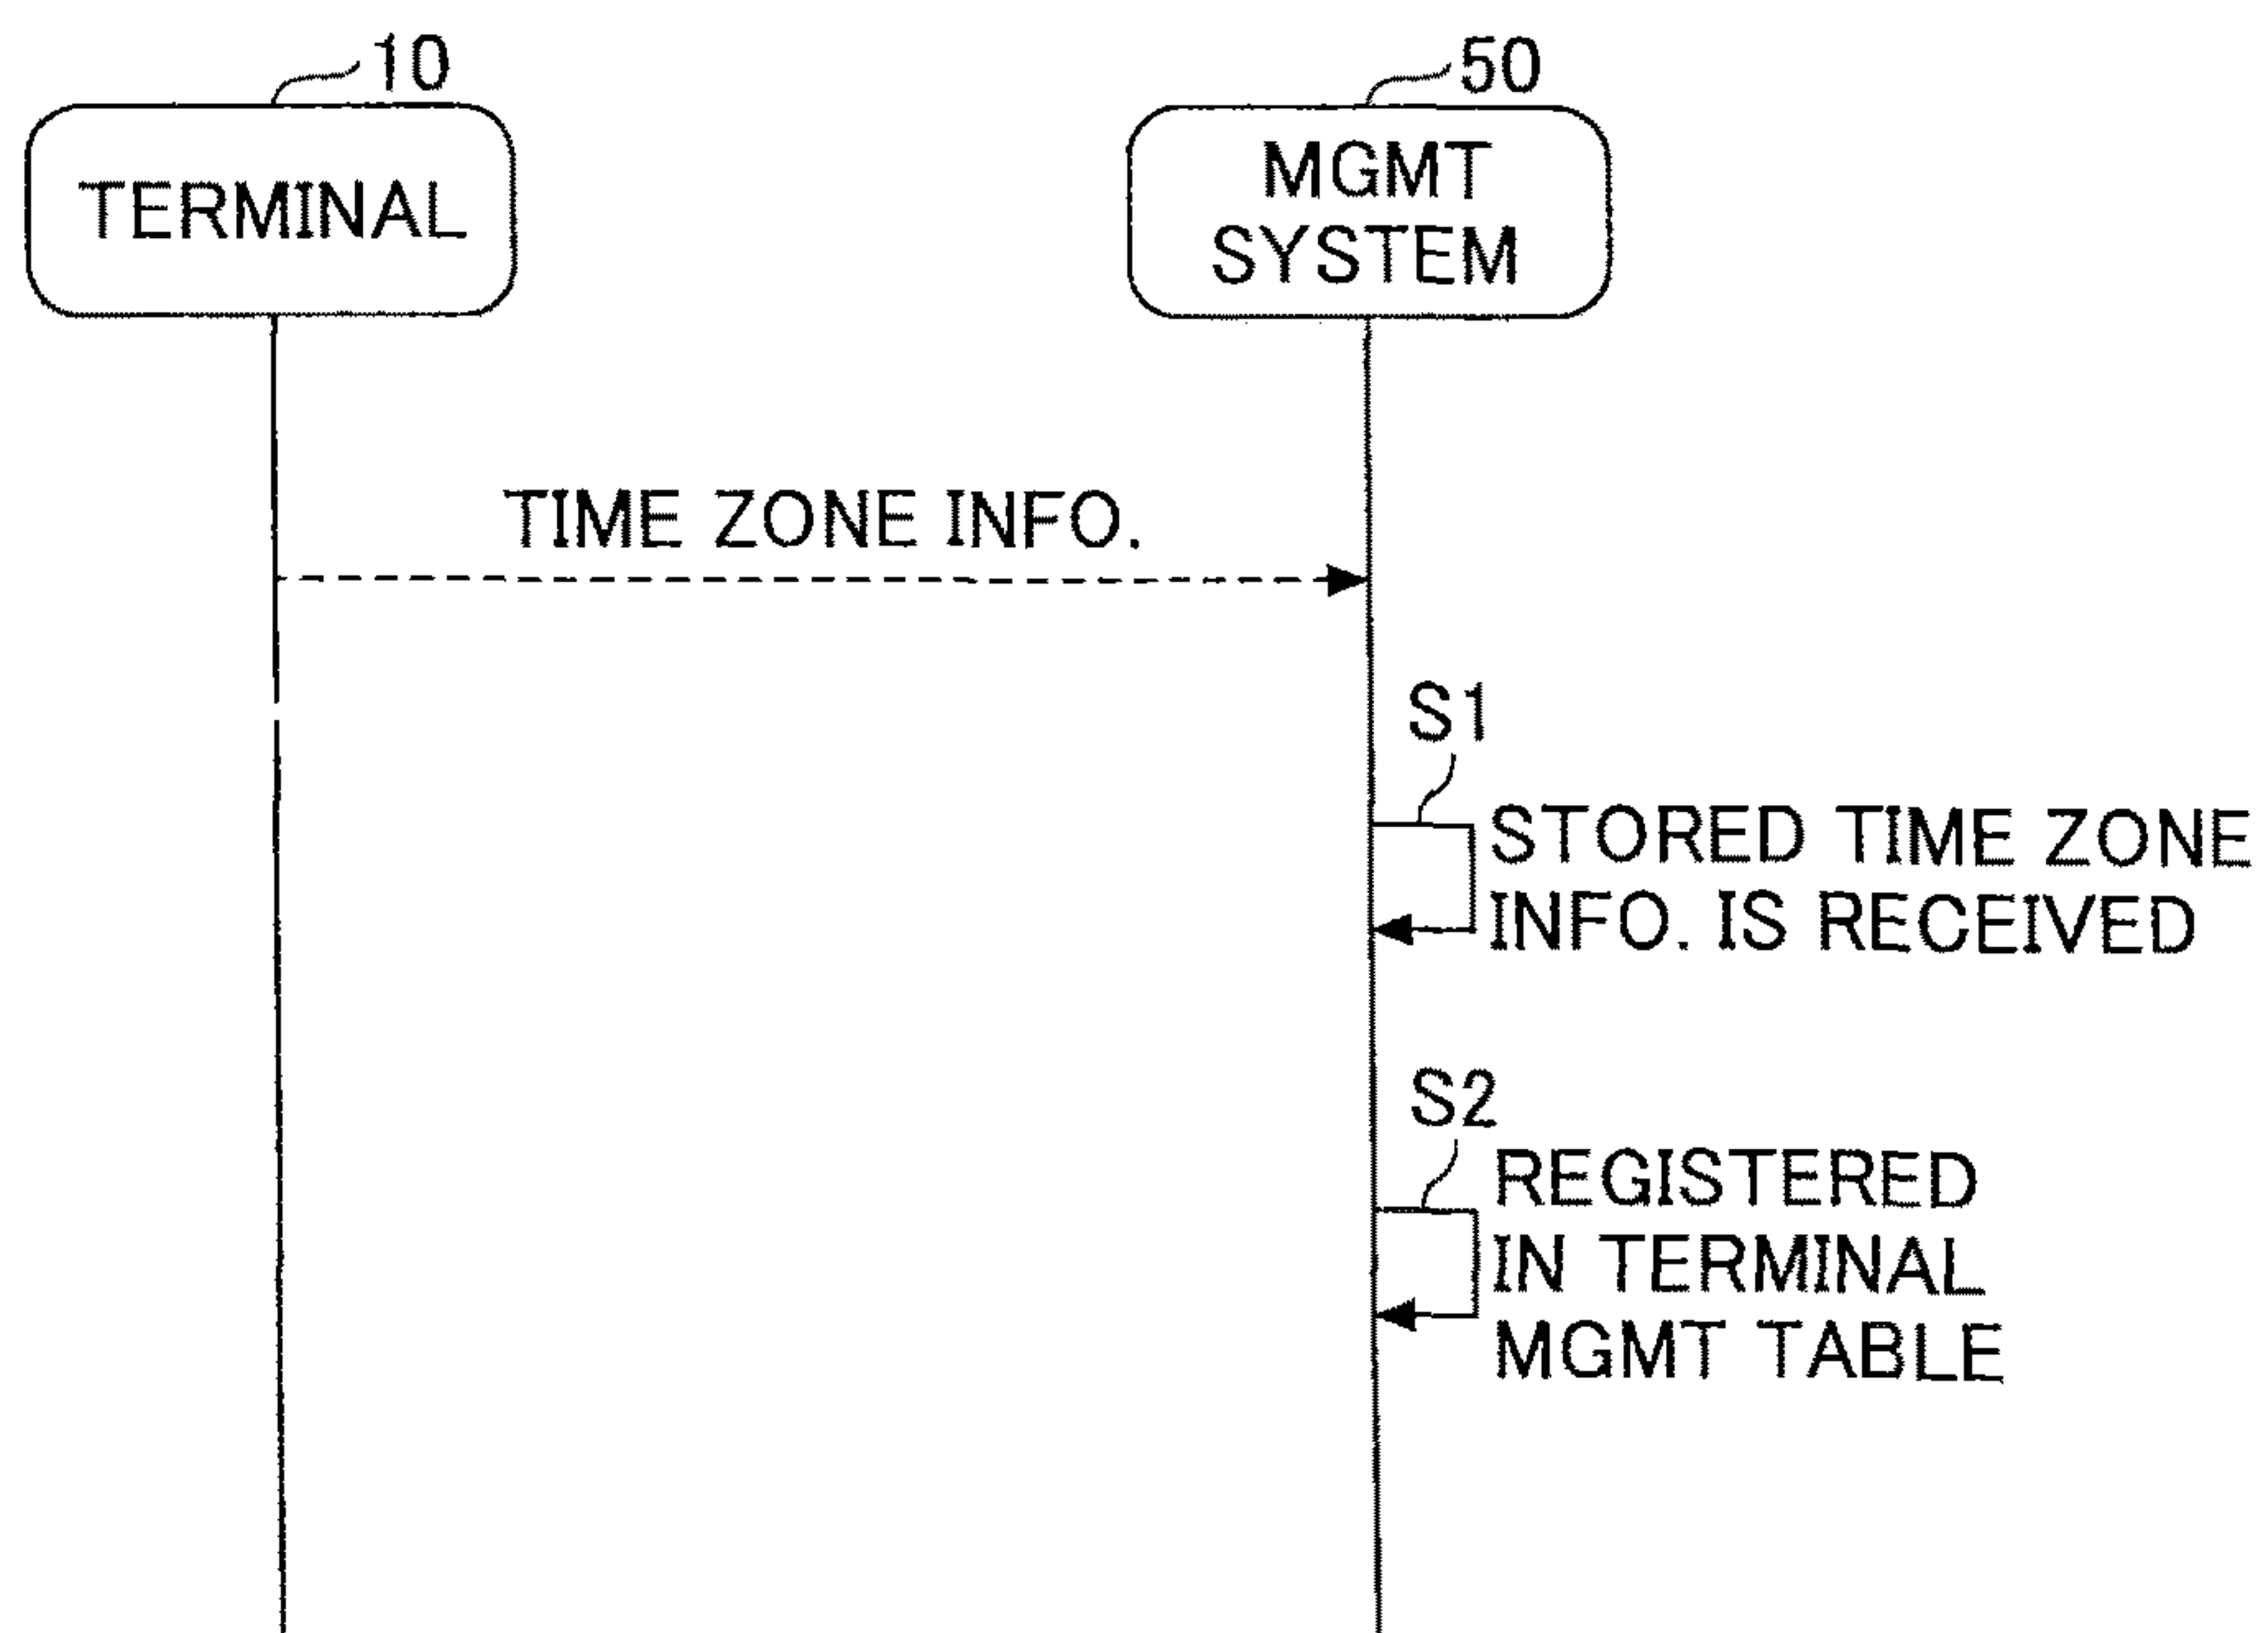 10
50
TERMINAL
MGMT
SYSTEM
TIME ZONE INFO.
S1
STORED TIME ZONE
INFO. IS RECEIVED
S2
REGISTERED
IN TERMINAL
MGMT TABLE